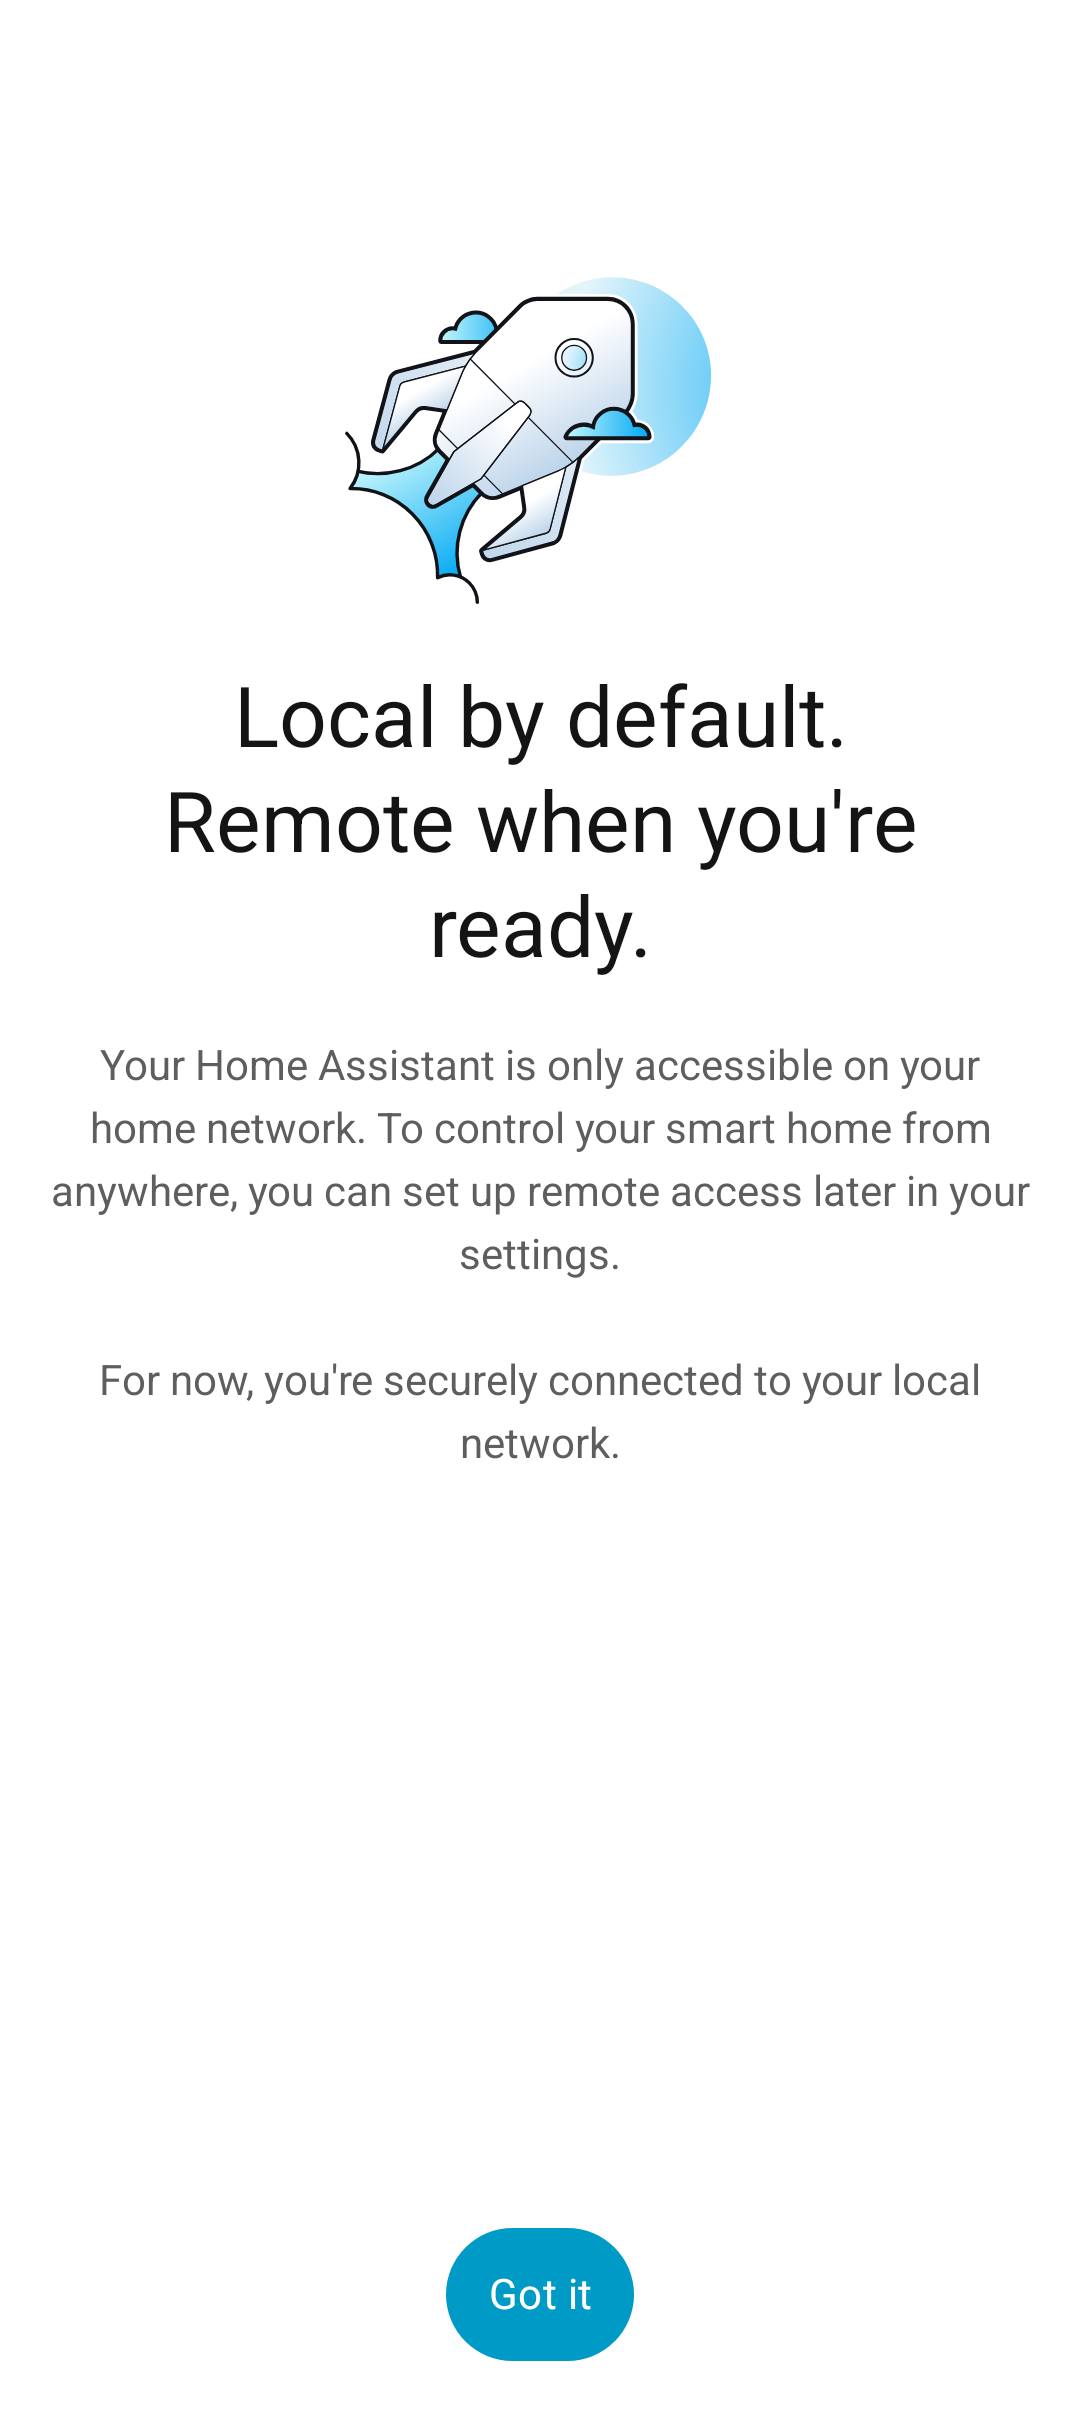 Local by default.
Remote when you're
ready.
Your Home Assistant is only accessible on your
home network. To control your smart home from
anywhere, you can set up remote access later in your
settings.
For now, you're securely connected to your local
network.
Got it